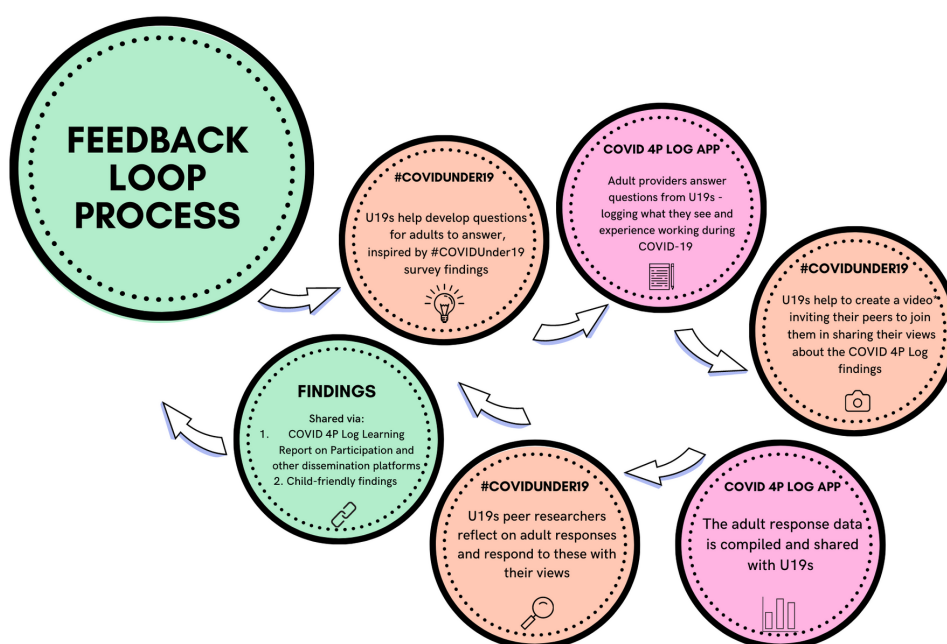 FEEDBACK
LOOP
PROCESS
#COVIDUNDER19
U19s help develop questions
for adults to answer,
inspired by #COVIDUnder19
survey findings
COVID 4P LOG APP
Adult providers answer
questions from U19s -
logging what they see and
experience working during
COVID-19
#COVIDUNDER19
U19s help to create a video**
inviting their peers to join
them in sharing their views
about the COVID 4P Log
findings
COVID 4P LOG APP
The adult response data
is compiled and shared
with U19s
#COVIDUNDER19
U19s peer researchers
reflect on adult responses
and respond to these with
their views
FINDINGS
Shared via:
1. COVID 4P Log Learning
Report on Participation and
other dissemination platforms
2. Child-friendly findings